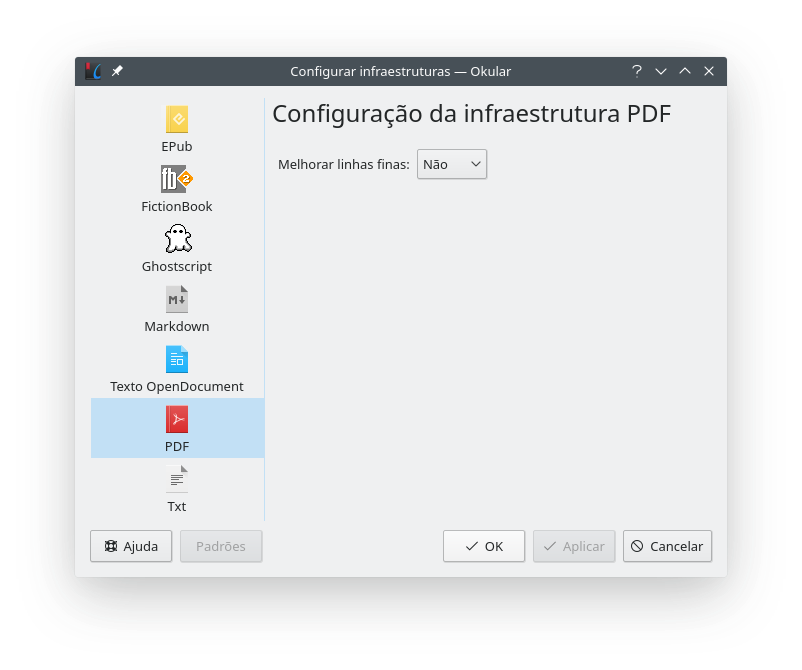 Configurar infraestruturas — Okular
EPub
FictionBook
Ghostscript
Markdown
Texto OpenDocument
PDF
Txt
Configuração da infraestrutura PDF
Melhorar linhas finas: Não
Ajuda
Padrões
OK
Aplicar
Cancelar